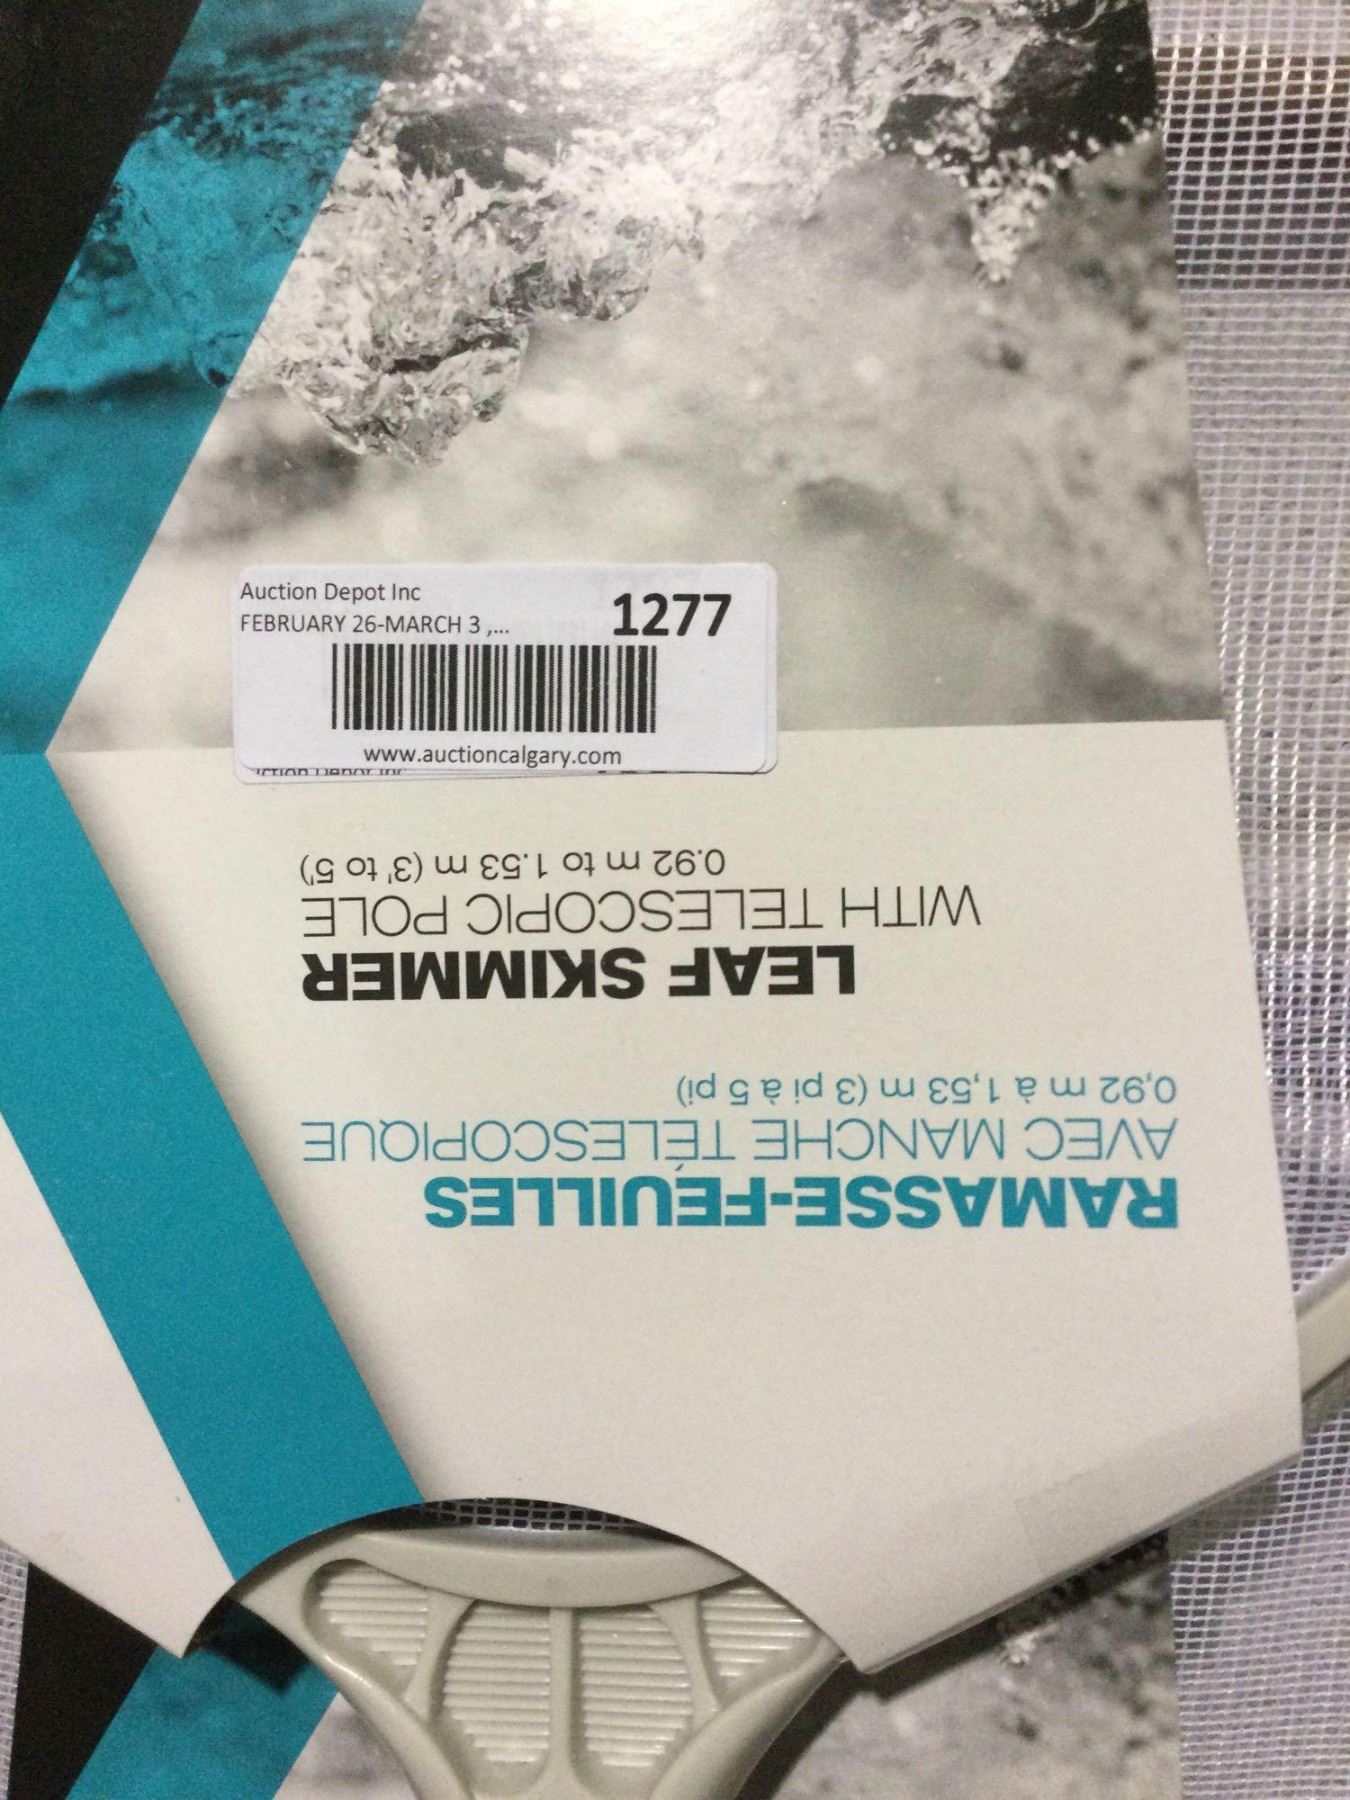 Auction Depot Inc
FEBRUARY 26-MARCH 3 ,...
1277
www.auctioncalgary.com
RAMASSE-FEUILLES
AVEC MANCHE TÉLESCOPIQUE
0,92 m à 1,53 m (3 pi à 5 pi)
LEAF SKIMMER
WITH TELESCOPIC POLE
0.92 m to 1.53 m (3' to 5')